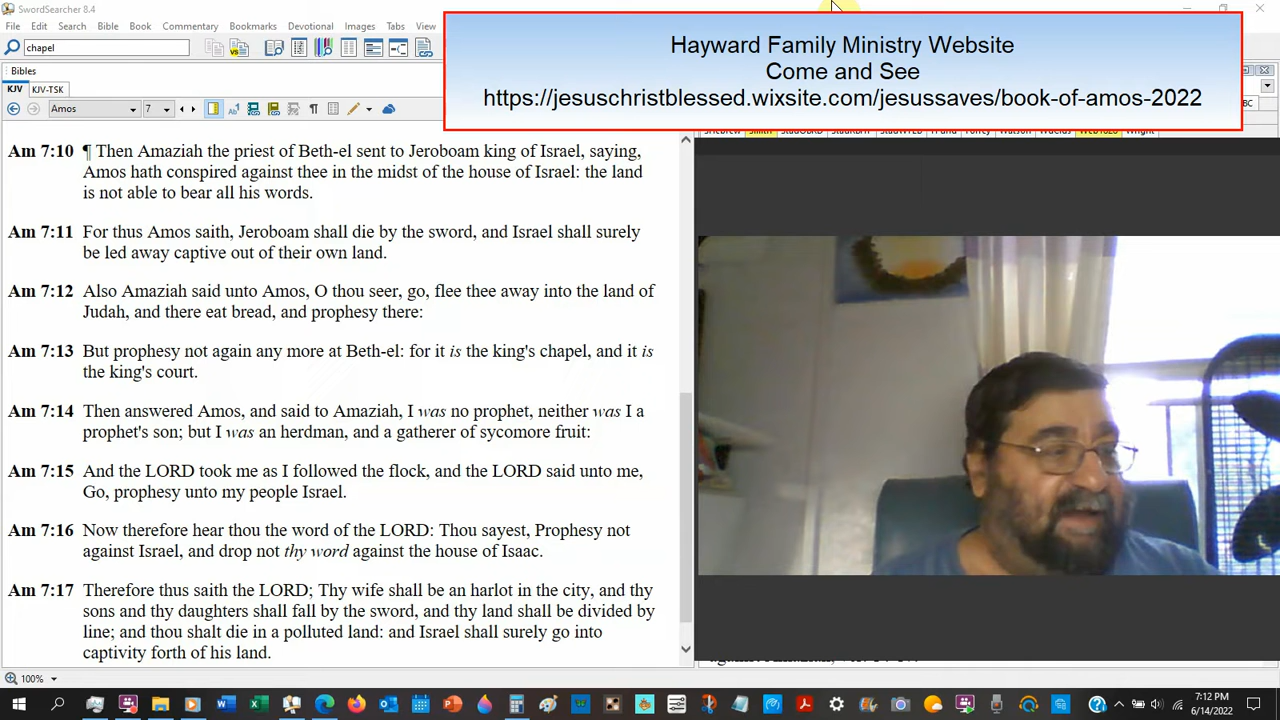 SwordSearcher 8.4
File Edit Search Bible Book Commentary Bookmarks Devotional Images Tabs View
chapel
Hayward Family Ministry Website
Come and See
https://jesuschristblessed.wixsite.com/jesussaves/book-of-amos-2022
Bibles
KJV KJV-TSK
Amos 7
Am 7:10 ¶ Then Amaziah the priest of Beth-el sent to Jeroboam king of Israel, saying,
Amos hath conspired against thee in the midst of the house of Israel: the land
is not able to bear all his words.
Am 7:11 For thus Amos saith, Jeroboam shall die by the sword, and Israel shall surely
be led away captive out of their own land.
Am 7:12 Also Amaziah said unto Amos, O thou seer, go, flee thee away into the land of
Judah, and there eat bread, and prophesy there:
Am 7:13 But prophesy not again any more at Beth-el: for it is the king's chapel, and it is
the king's court.
Am 7:14 Then answered Amos, and said to Amaziah, I was no prophet, neither was I a
prophet's son; but I was an herdman, and a gatherer of sycomore fruit:
Am 7:15 And the LORD took me as I followed the flock, and the LORD said unto me,
Go, prophesy unto my people Israel.
Am 7:16 Now therefore hear thou the word of the LORD: Thou sayest, Prophesy not
against Israel, and drop not thy word against the house of Isaac.
Am 7:17 Therefore thus saith the LORD; Thy wife shall be an harlot in the city, and thy
sons and thy daughters shall fall by the sword, and thy land shall be divided by
line; and thou shalt die in a polluted land: and Israel shall surely go into
captivity forth of his land.
100%
7:12 PM
6/14/2022